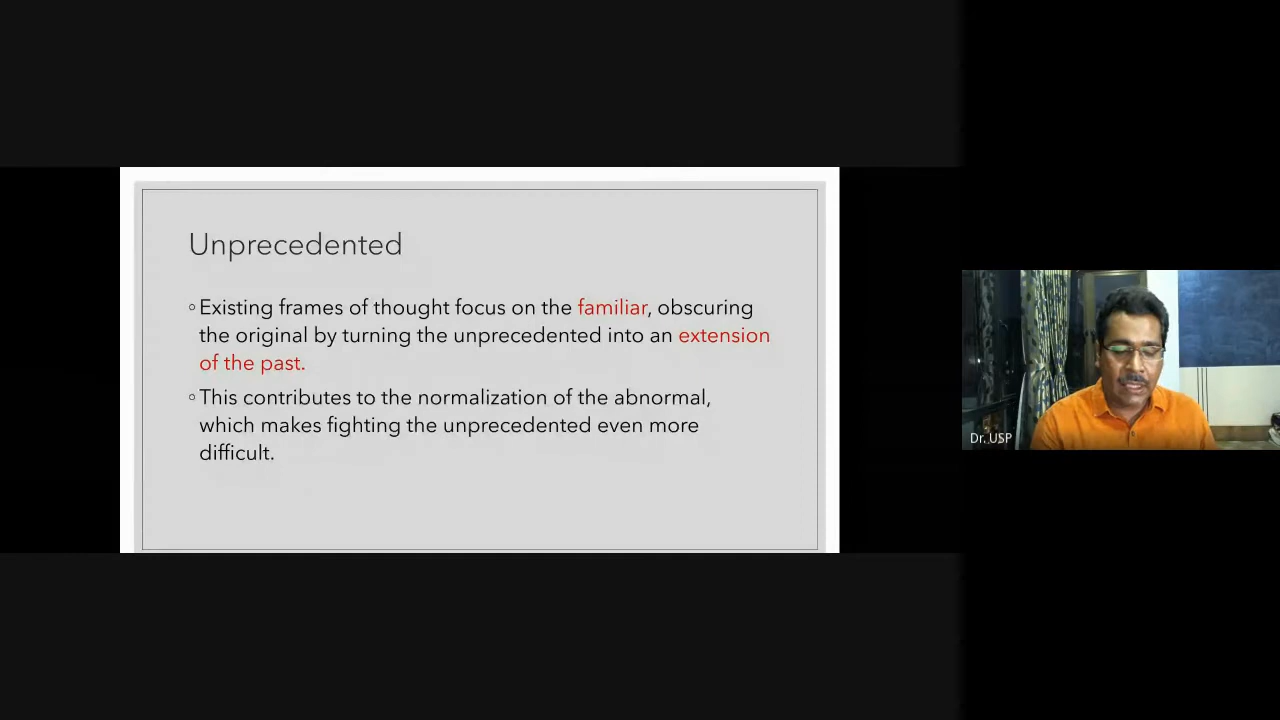 Unprecedented
◦Existing frames of thought focus on the familiar, obscuring
the original by turning the unprecedented into an extension
of the past.
◦This contributes to the normalization of the abnormal,
which makes fighting the unprecedented even more
difficult.
Dr. USP